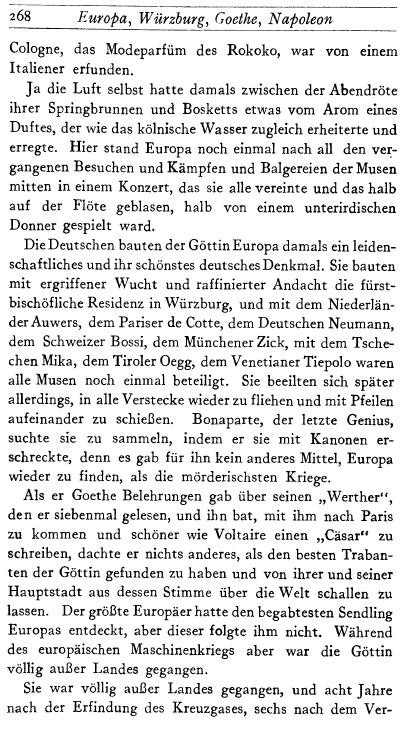 268 Europa, Würzburg, Goethe, Napoleon
Cologne, das Modeparfüm des Rokoko, war von einem
Italiener erfunden.
Ja die Luft selbst hatte damals zwischen der Abendröte
ihrer Springbrunnen und Bosketts etwas vom Arom eines
Duftes, der wie das kölnische Wasser zugleich erheiterte und
erregte. Hier stand Europa noch einmal nach all den ver-
gangenen Besuchen und Kämpfen und Balgereien der Musen
mitten in einem Konzert, das sie alle vereinte und das halb
auf der Flöte geblasen, halb von einem unterirdischen
Donner gespielt ward.
Die Deutschen bauten der Göttin Europa damals ein leiden-
schaftliches und ihr schönstes deutsches Denkmal. Sie bauten
mit ergriffener Wucht und raffinierter Andacht die fürst-
bischöfliche Residenz in Würzburg, und mit dem Niederlän-
der Auwers, dem Pariser de Cotte, dem Deutschen Neumann,
dem Schweizer Bossi, dem Münchener Zick, mit dem Tsche-
chen Mika, dem Tiroler Oegg, dem Venetianer Tiepolo waren
alle Musen noch einmal beteiligt. Sie beeilten sich später
allerdings, in alle Verstecke wieder zu fliehen und mit Pfeilen
aufeinander zu schießen. Bonaparte, der letzte Genius,
suchte sie zu sammeln, indem er sie mit Kanonen er-
schreckte, denn es gab für ihn kein anderes Mittel, Europa
wieder zu finden, als die mörderischsten Kriege.
Als er Goethe Belehrungen gab über seinen „Werther“,
den er siebenmal gelesen, und ihn bat, mit ihm nach Paris
zu kommen und schöner wie Voltaire einen „Cäsar“ zu
schreiben, dachte er nichts anderes, als den besten Traban-
ten der Göttin gefunden zu haben und von ihrer und seiner
Hauptstadt aus dessen Stimme über die Welt schallen zu
lassen. Der größte Europäer hatte den begabtesten Sendling
Europas entdeckt, aber dieser folgte ihm nicht. Während
des europäischen Maschinenkriegs aber war die Göttin
völlig außer Landes gegangen.
Sie war völlig außer Landes gegangen, und acht Jahre
nach der Erfindung des Kreuzgases, sechs nach dem Ver-